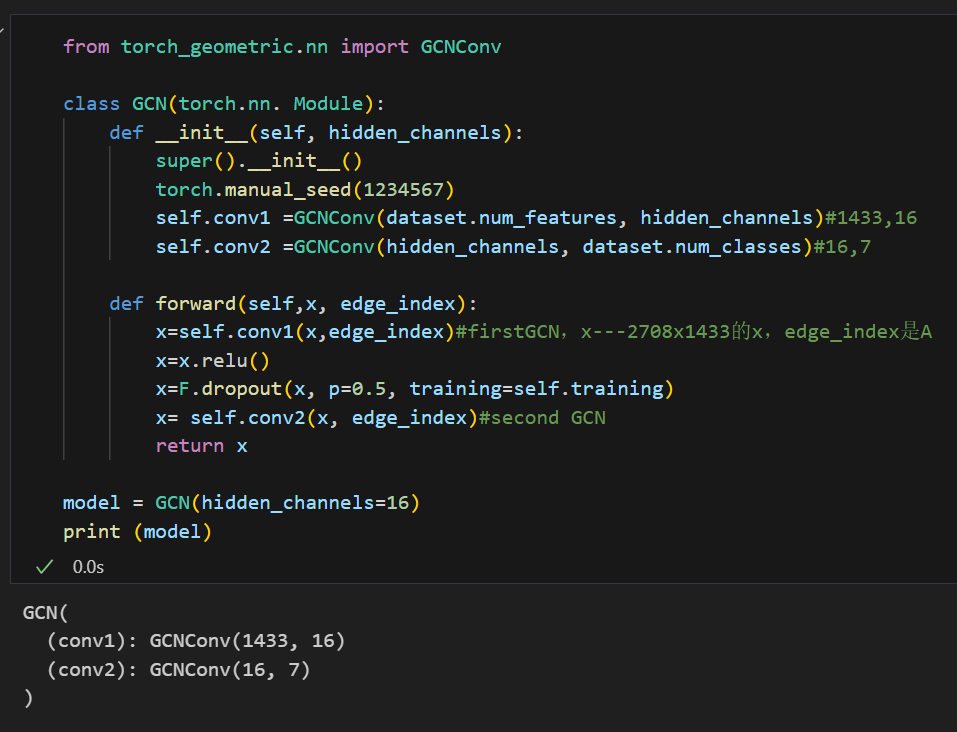 from torch_geometric.nn import GCNConv
class GCN(torch.nn. Module):
def __init__(self, hidden_channels):
super().__init__()
torch.manual_seed(1234567)
self.conv1 =GCNConv(dataset.num_features, hidden_channels)#1433,16
self.conv2 =GCNConv(hidden_channels, dataset.num_classes)#16,7
def forward(self,x, edge_index):
x=self.conv1(x,edge_index)#firstGCN，x---2708x1433的x，edge_index是A
x=x.relu()
x=F.dropout(x, p=0.5, training=self.training)
x= self.conv2(x, edge_index)#second GCN
return x
model = GCN(hidden_channels=16)
print (model)
0.0s
GCN(
(conv1): GCNConv(1433, 16)
(conv2): GCNConv(16, 7)
)